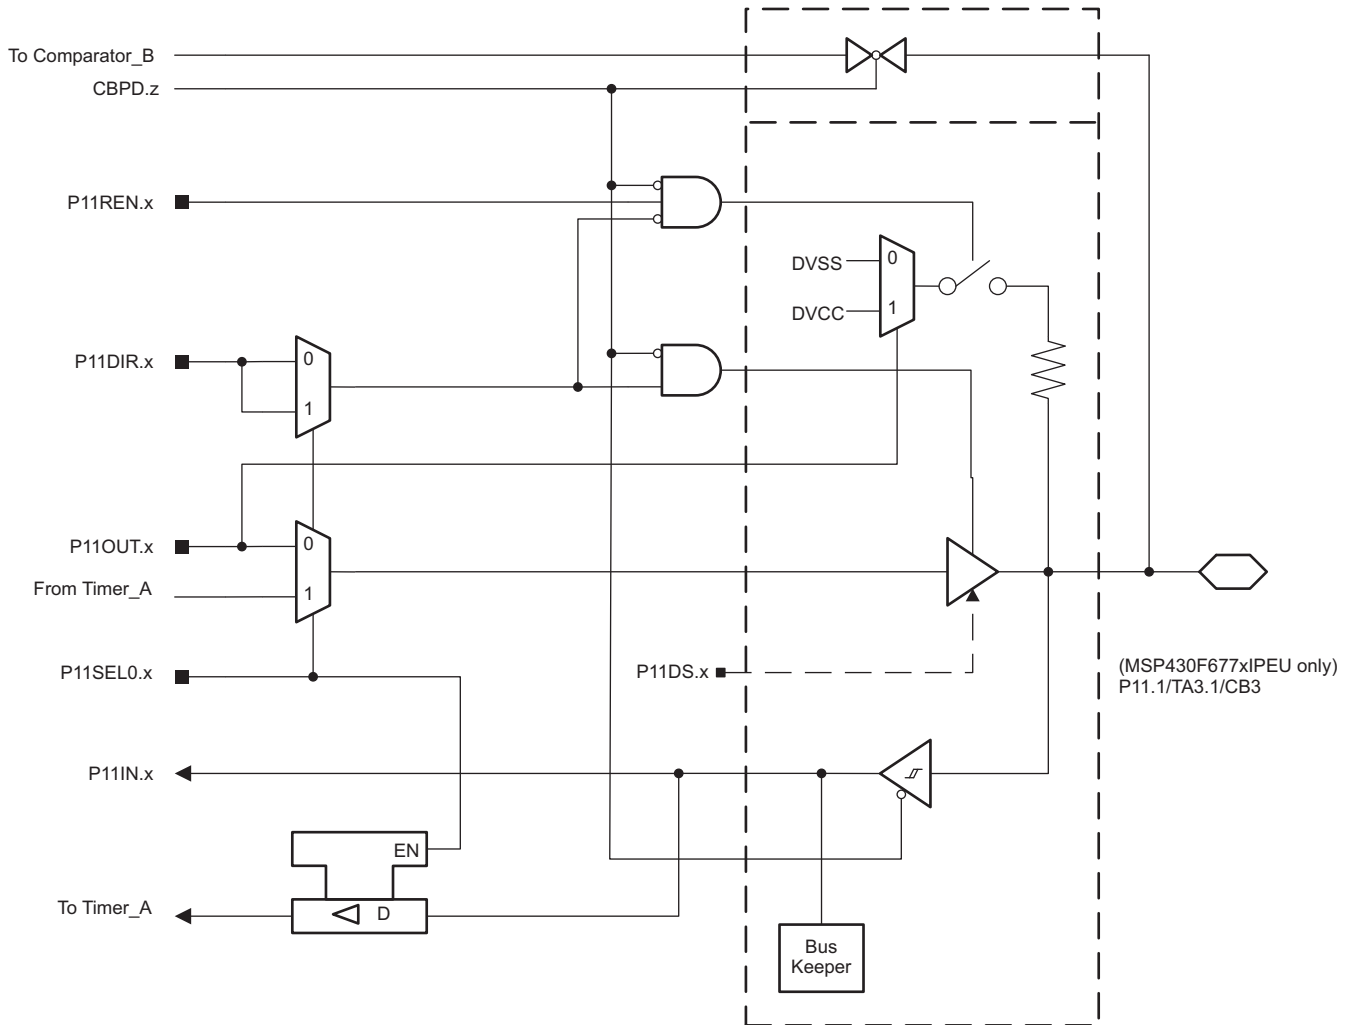 To Comparator_B
CBPD.z
P11REN.x
DVSS
0
DVCC
1
P11DIR.x
0
1
P11OUT.x
0
From Timer_A
1
P11SEL0.x
P11DS.x
(MSP430F677xIPEU only)
P11.1/TA3.1/CB3
P11IN.x
EN
To Timer_A
D
Bus
Keeper